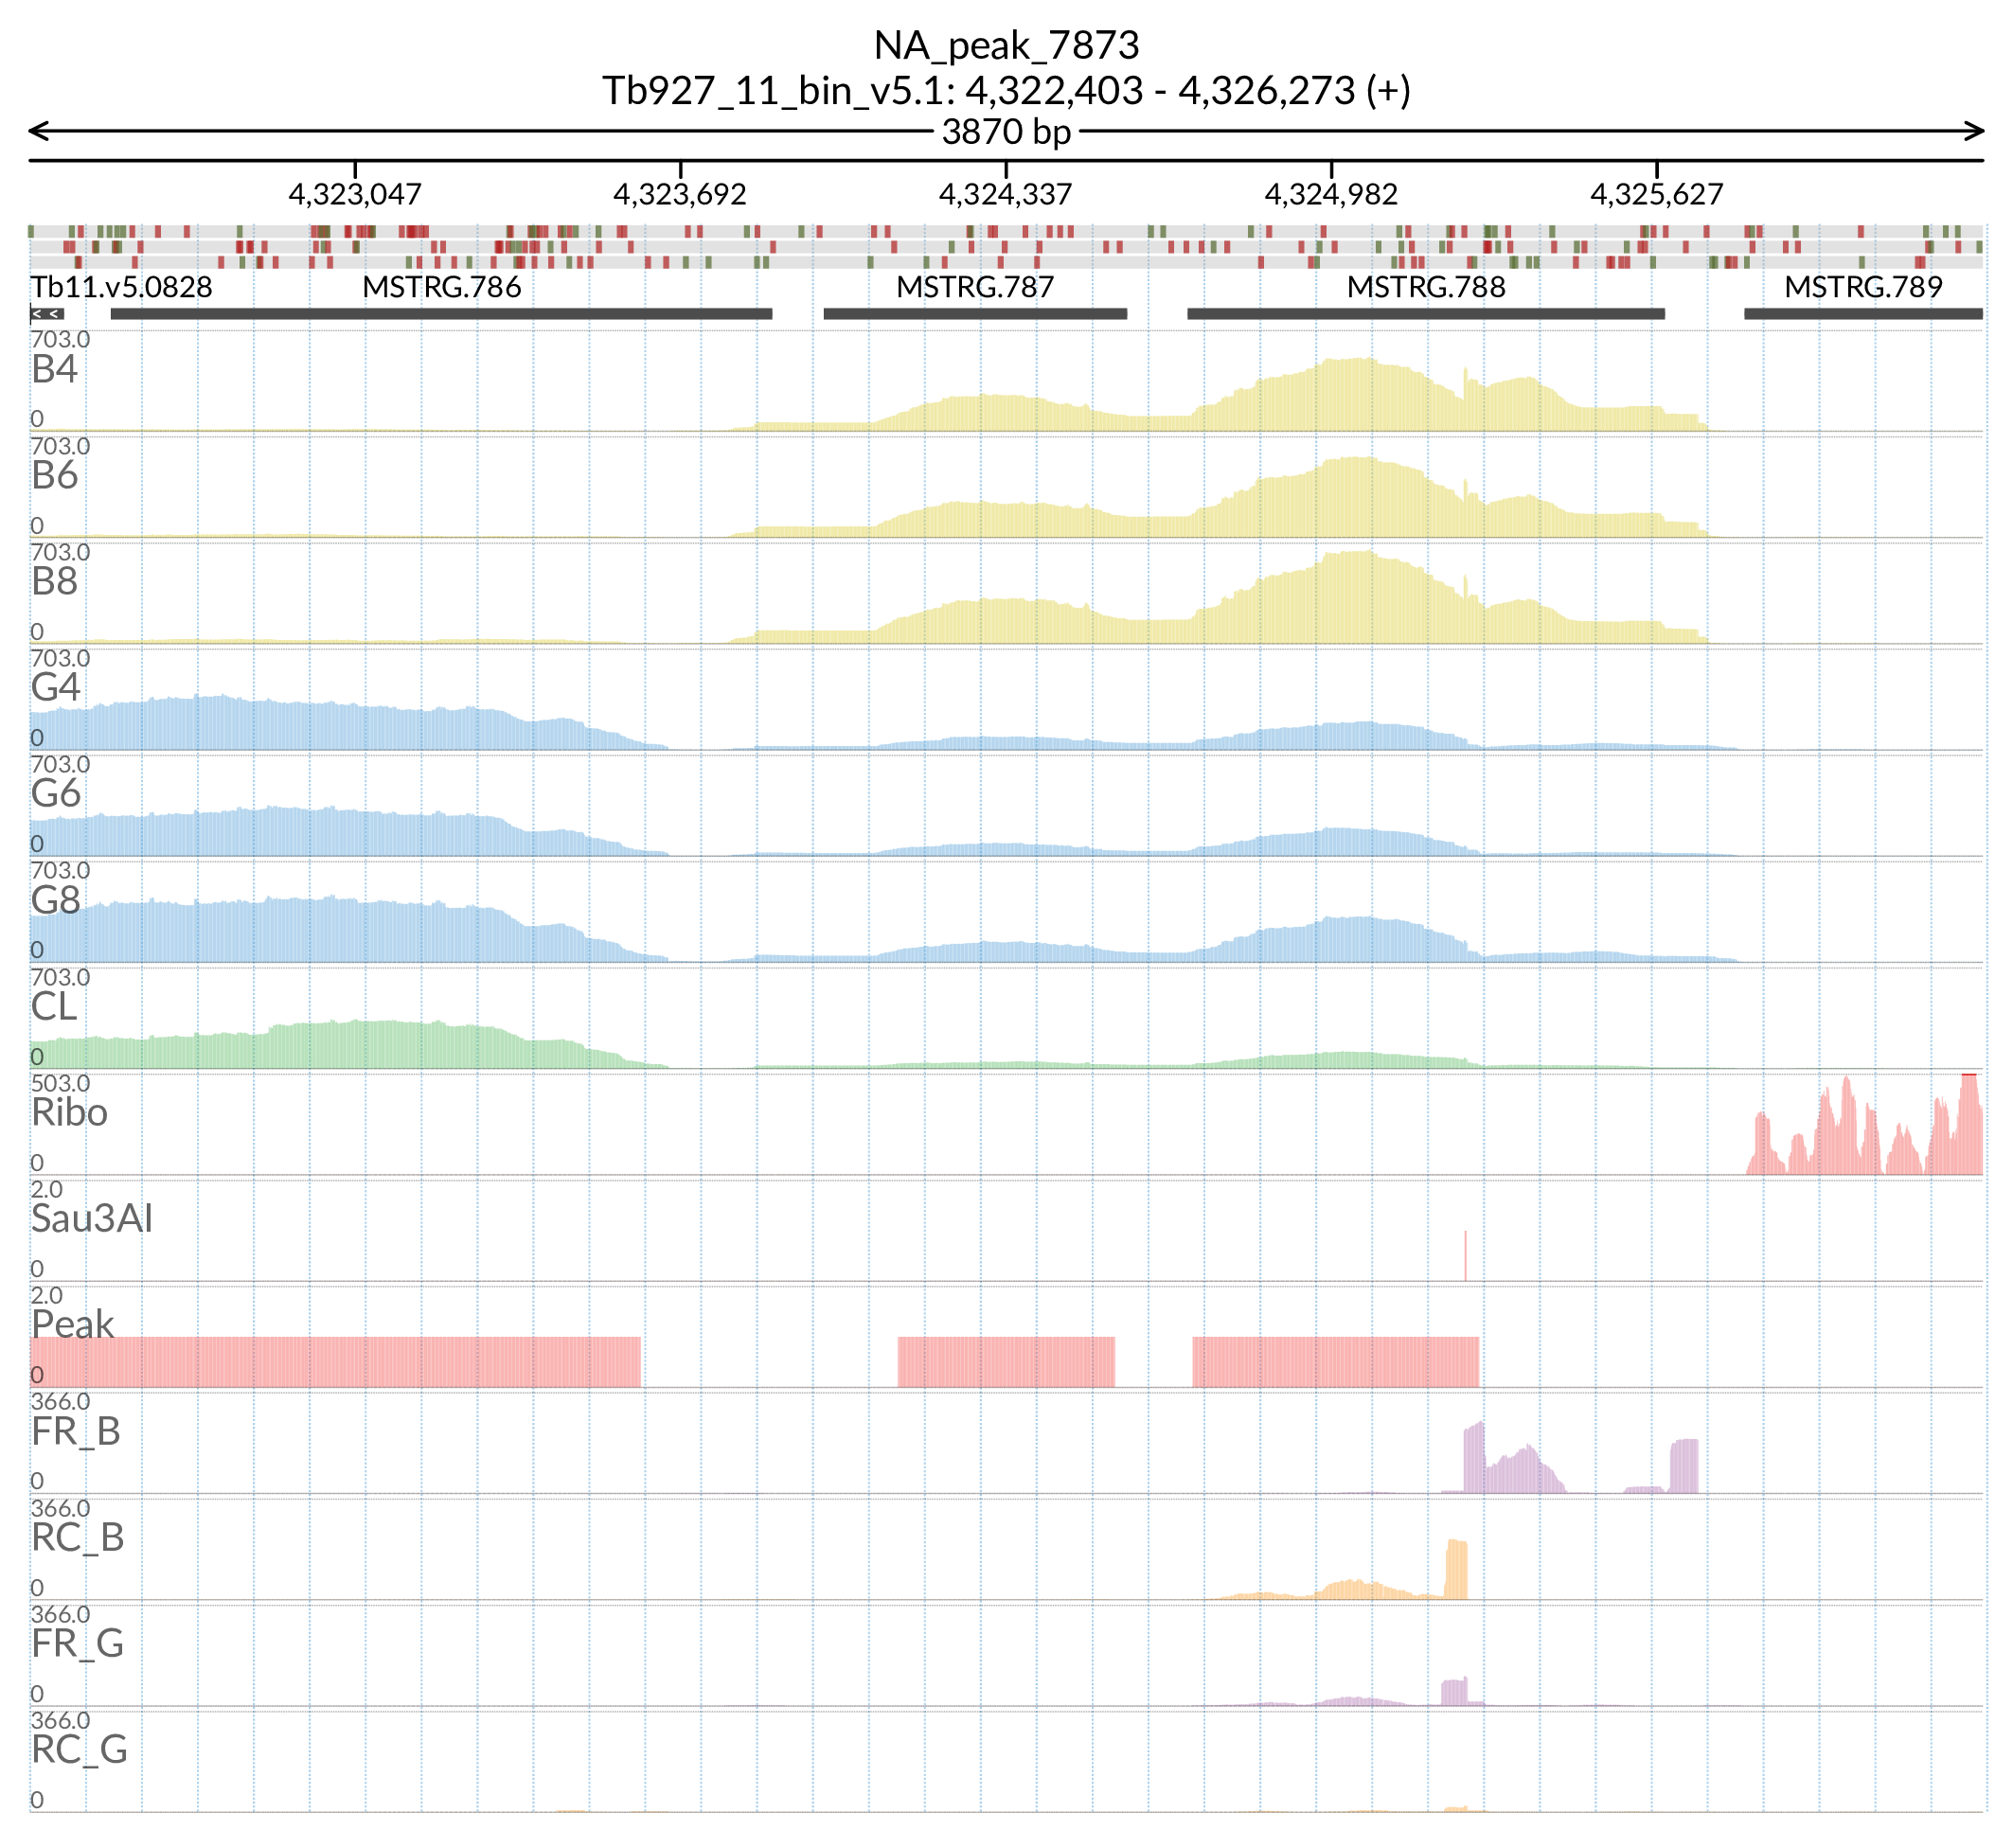 NA_peak_7873
Tb927_11_bin_v5.1: 4,322,403 - 4,326,273 (+)
3870 bp
4,323,047 4,323,692 4,324,337 4,324,982 4,325,627
Tb11.v5.0828 MSTRG.786 MSTRG.787 MSTRG.788 MSTRG.789
703.0
B4
0
703.0
B6
0
703.0
B8
0
703.0
G4
0
703.0
G6
0
703.0
G8
0
703.0
CL
0
503.0
Ribo
0
2.0
Sau3AI
0
2.0
Peak
0
366.0
FR_B
0
366.0
RC_B
0
366.0
FR_G
0
366.0
RC_G
0